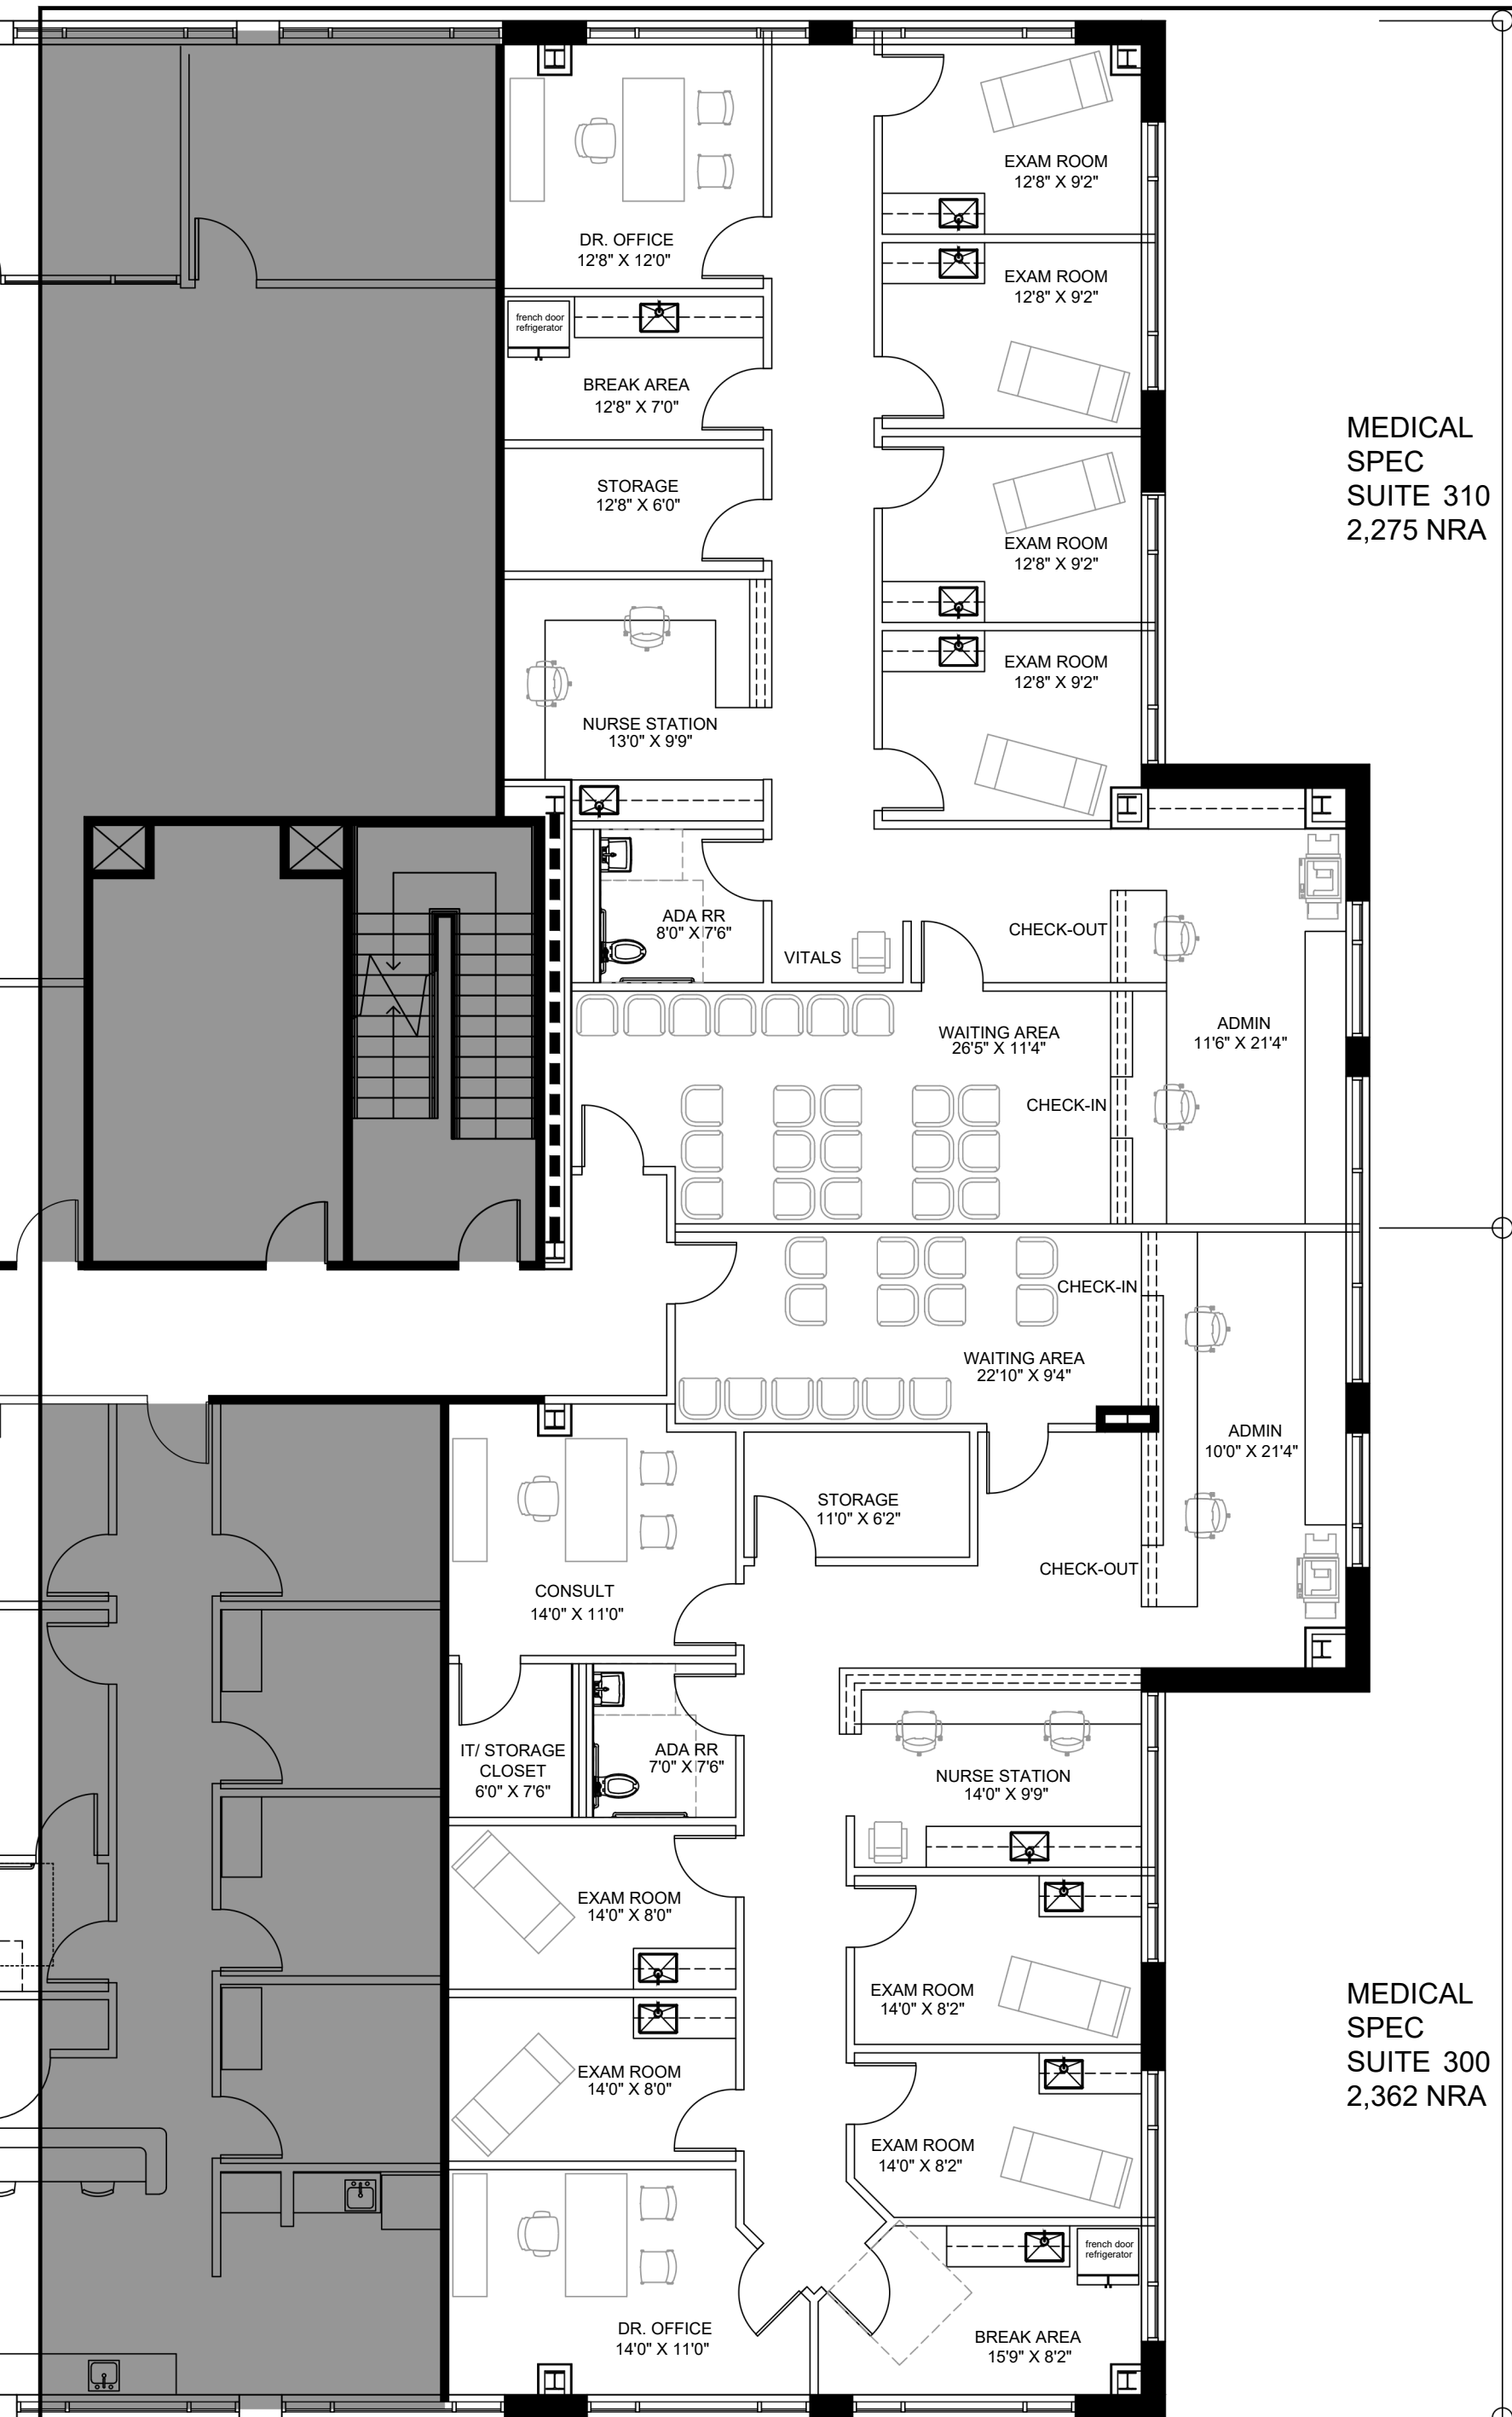 DR. OFFICE
12'8" X 12'0"
EXAM ROOM
12'8" X 9'2"
EXAM ROOM
12'8" X 9'2"
french door
refrigerator
BREAK AREA
12'8" X 7'0"
STORAGE
12'8" X 6'0"
EXAM ROOM
12'8" X 9'2"
MEDICAL
SPEC
SUITE 310
2,275 NRA
EXAM ROOM
12'8" X 9'2"
NURSE STATION
13'0" X 9'9"
ADA RR
8'0" X 7'6"
VITALS
CHECK-OUT
WAITING AREA
26'5" X 11'4"
ADMIN
11'6" X 21'4"
CHECK-IN
CHECK-IN
WAITING AREA
22'10" X 9'4"
ADMIN
10'0" X 21'4"
STORAGE
11'0" X 6'2"
CONSULT
14'0" X 11'0"
CHECK-OUT
IT/ STORAGE
CLOSET
6'0" X 7'6"
ADA RR
7'0" X 7'6"
NURSE STATION
14'0" X 9'9"
EXAM ROOM
14'0" X 8'0"
EXAM ROOM
14'0" X 8'2"
MEDICAL
SPEC
SUITE 300
2,362 NRA
EXAM ROOM
14'0" X 8'0"
EXAM ROOM
14'0" X 8'2"
french door
refrigerator
DR. OFFICE
14'0" X 11'0"
BREAK AREA
15'9" X 8'2"